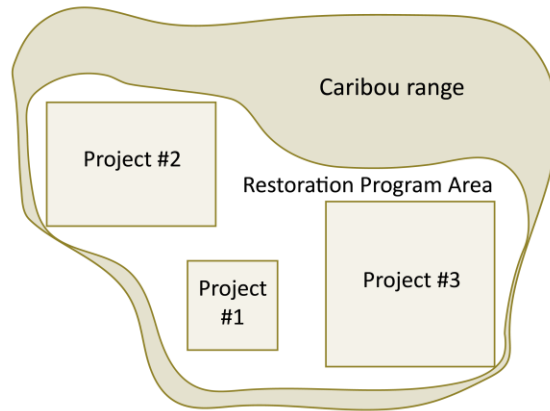 Caribou range
Project #2
Restoration Program Area
Project
#1
Project #3